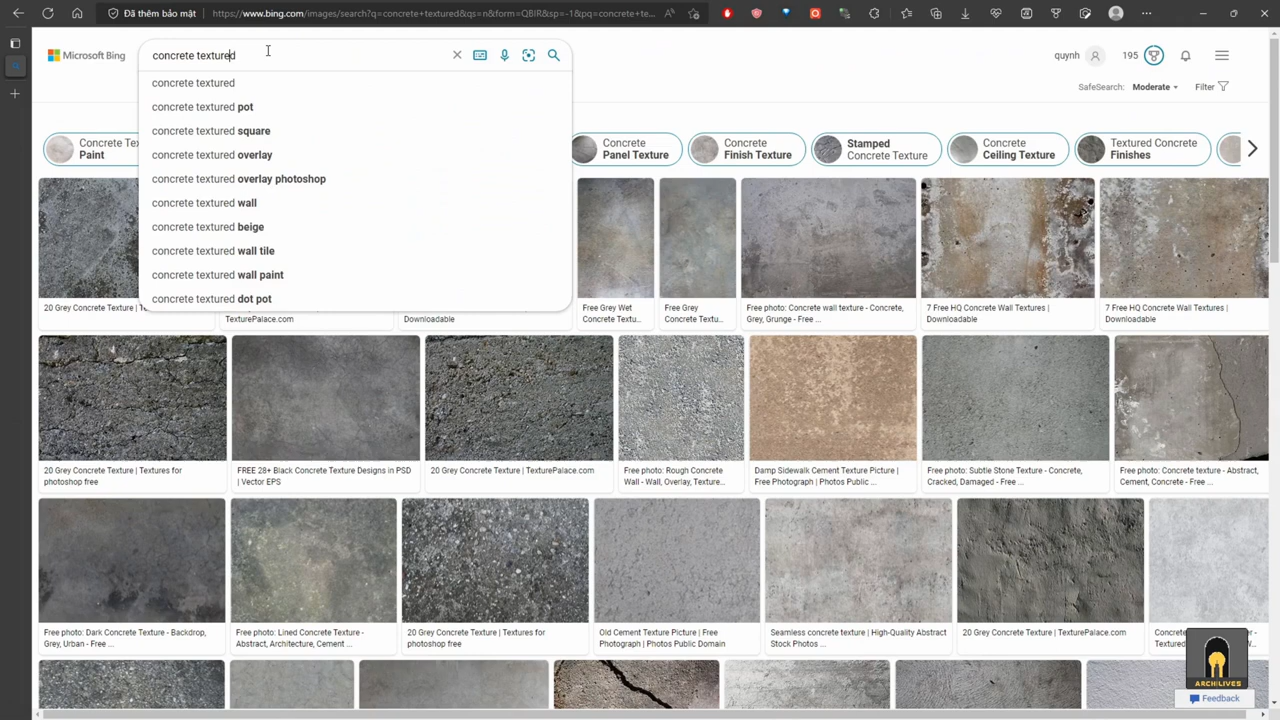 Đã thêm bảo mật
https://www.bing.com/images/search?q=concrete+textured&qs=n&form=QBIR&sp=-1&pq=concrete+te...
Microsoft Bing
concrete textured
quynh
195
SafeSearch: Moderate
Filter
concrete textured
concrete textured pot
concrete textured square
concrete textured overlay
concrete textured overlay photoshop
concrete textured wall
concrete textured beige
concrete textured wall tile
concrete textured wall paint
concrete textured dot pot
Concrete Tex
Paint
Concrete
Panel Texture
Concrete
Finish Texture
Stamped
Concrete Texture
Concrete
Ceiling Texture
Textured Concrete
Finishes
20 Grey Concrete Texture | T
TexturePalace.com
Downloadable
Free Grey Wet
Concrete Textu...
Free Grey
Concrete Textu...
Free photo: Concrete wall texture - Concrete,
Grey, Grunge - Free ...
7 Free HQ Concrete Wall Textures |
Downloadable
7 Free HQ Concrete Wall Textures |
Downloadable
20 Grey Concrete Texture | Textures for
photoshop free
FREE 28+ Black Concrete Texture Designs in PSD
| Vector EPS
20 Grey Concrete Texture | TexturePalace.com
Free photo: Rough Concrete
Wall - Wall, Overlay, Texture...
Damp Sidewalk Cement Texture Picture |
Free Photograph | Photos Public ...
Free photo: Subtle Stone Texture - Concrete,
Cracked, Damaged - Free ...
Free photo: Concrete texture - Abstract,
Cement, Concrete - Free ...
Free photo: Dark Concrete Texture - Backdrop,
Grey, Urban - Free ...
Free photo: Lined Concrete Texture -
Abstract, Architecture, Cement ...
20 Grey Concrete Texture | Textures for
photoshop free
Old Cement Texture Picture | Free
Photograph | Photos Public Domain
Seamless concrete texture | High-Quality Abstract
Stock Photos ...
20 Grey Concrete Texture | TexturePalace.com
ARCHILIVES
Feedback